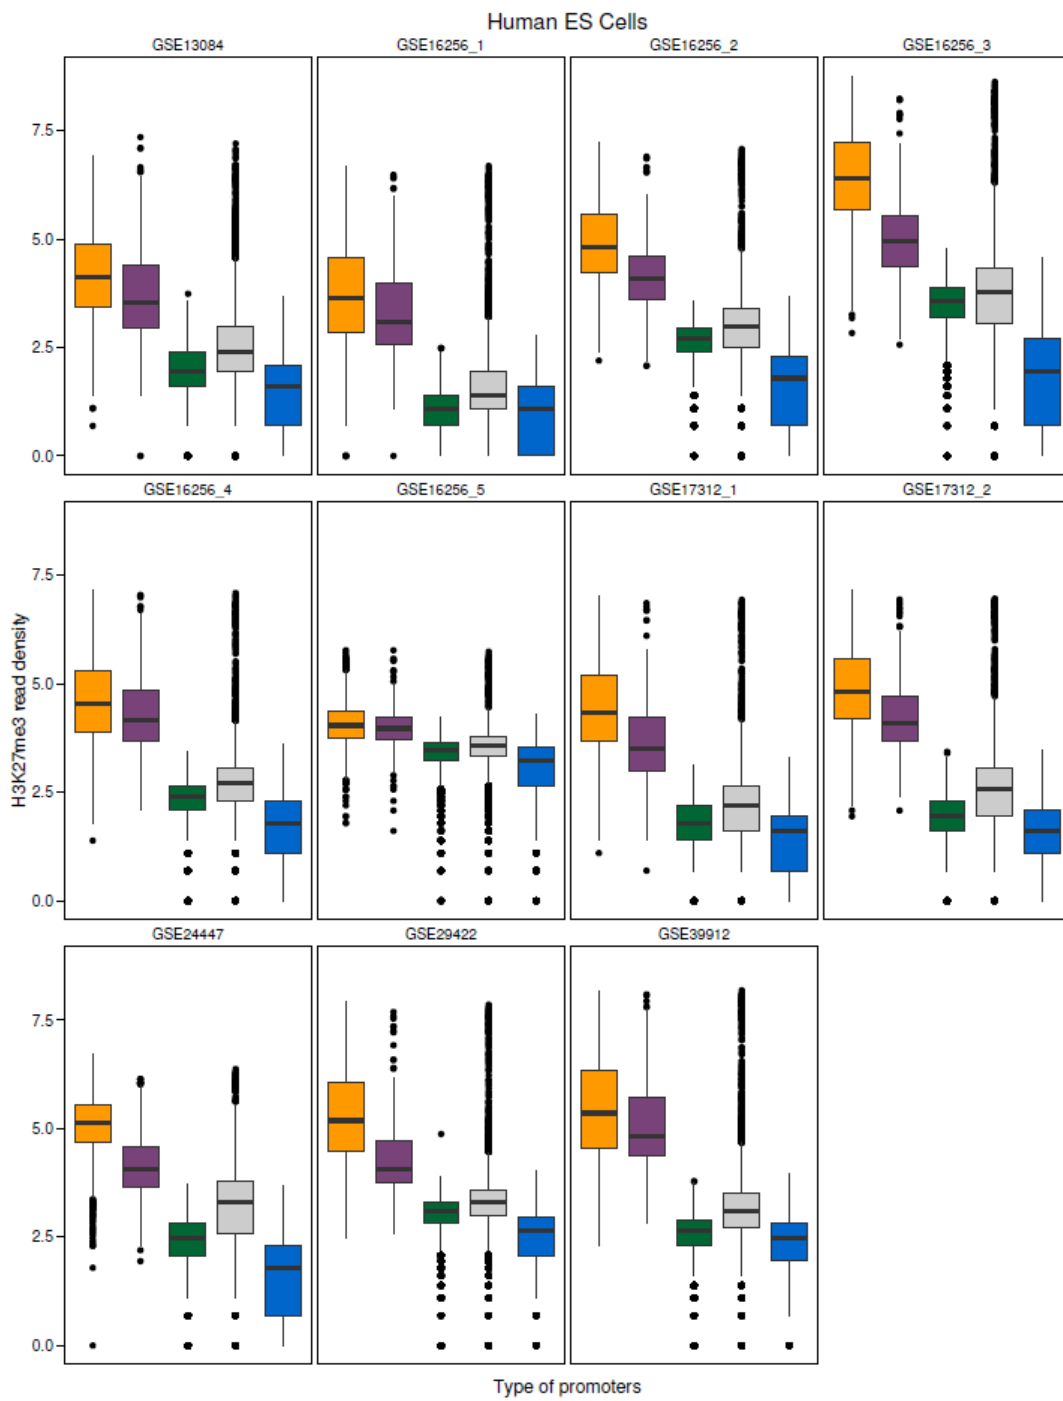 Human ES Cells
GSE13084 GSE16256_1 GSE16256_2 GSE16256_3
7.5
5.0
2.5
0.0
GSE16256_4 GSE16256_5 GSE17312_1 GSE17312_2
7.5
5.0
2.5
0.0
H3K27me3 read density
GSE24447 GSE29422 GSE39912
7.5
5.0
2.5
0.0
Type of promoters